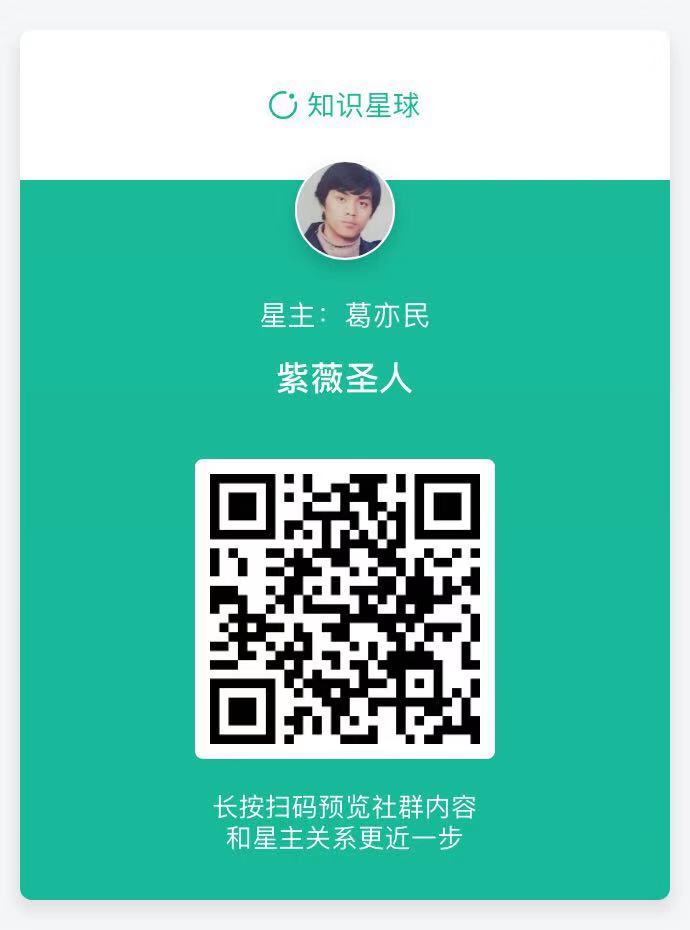 知识星球
星主：葛亦民
紫薇圣人
长按扫码预览社群内容
和星主关系更近一步